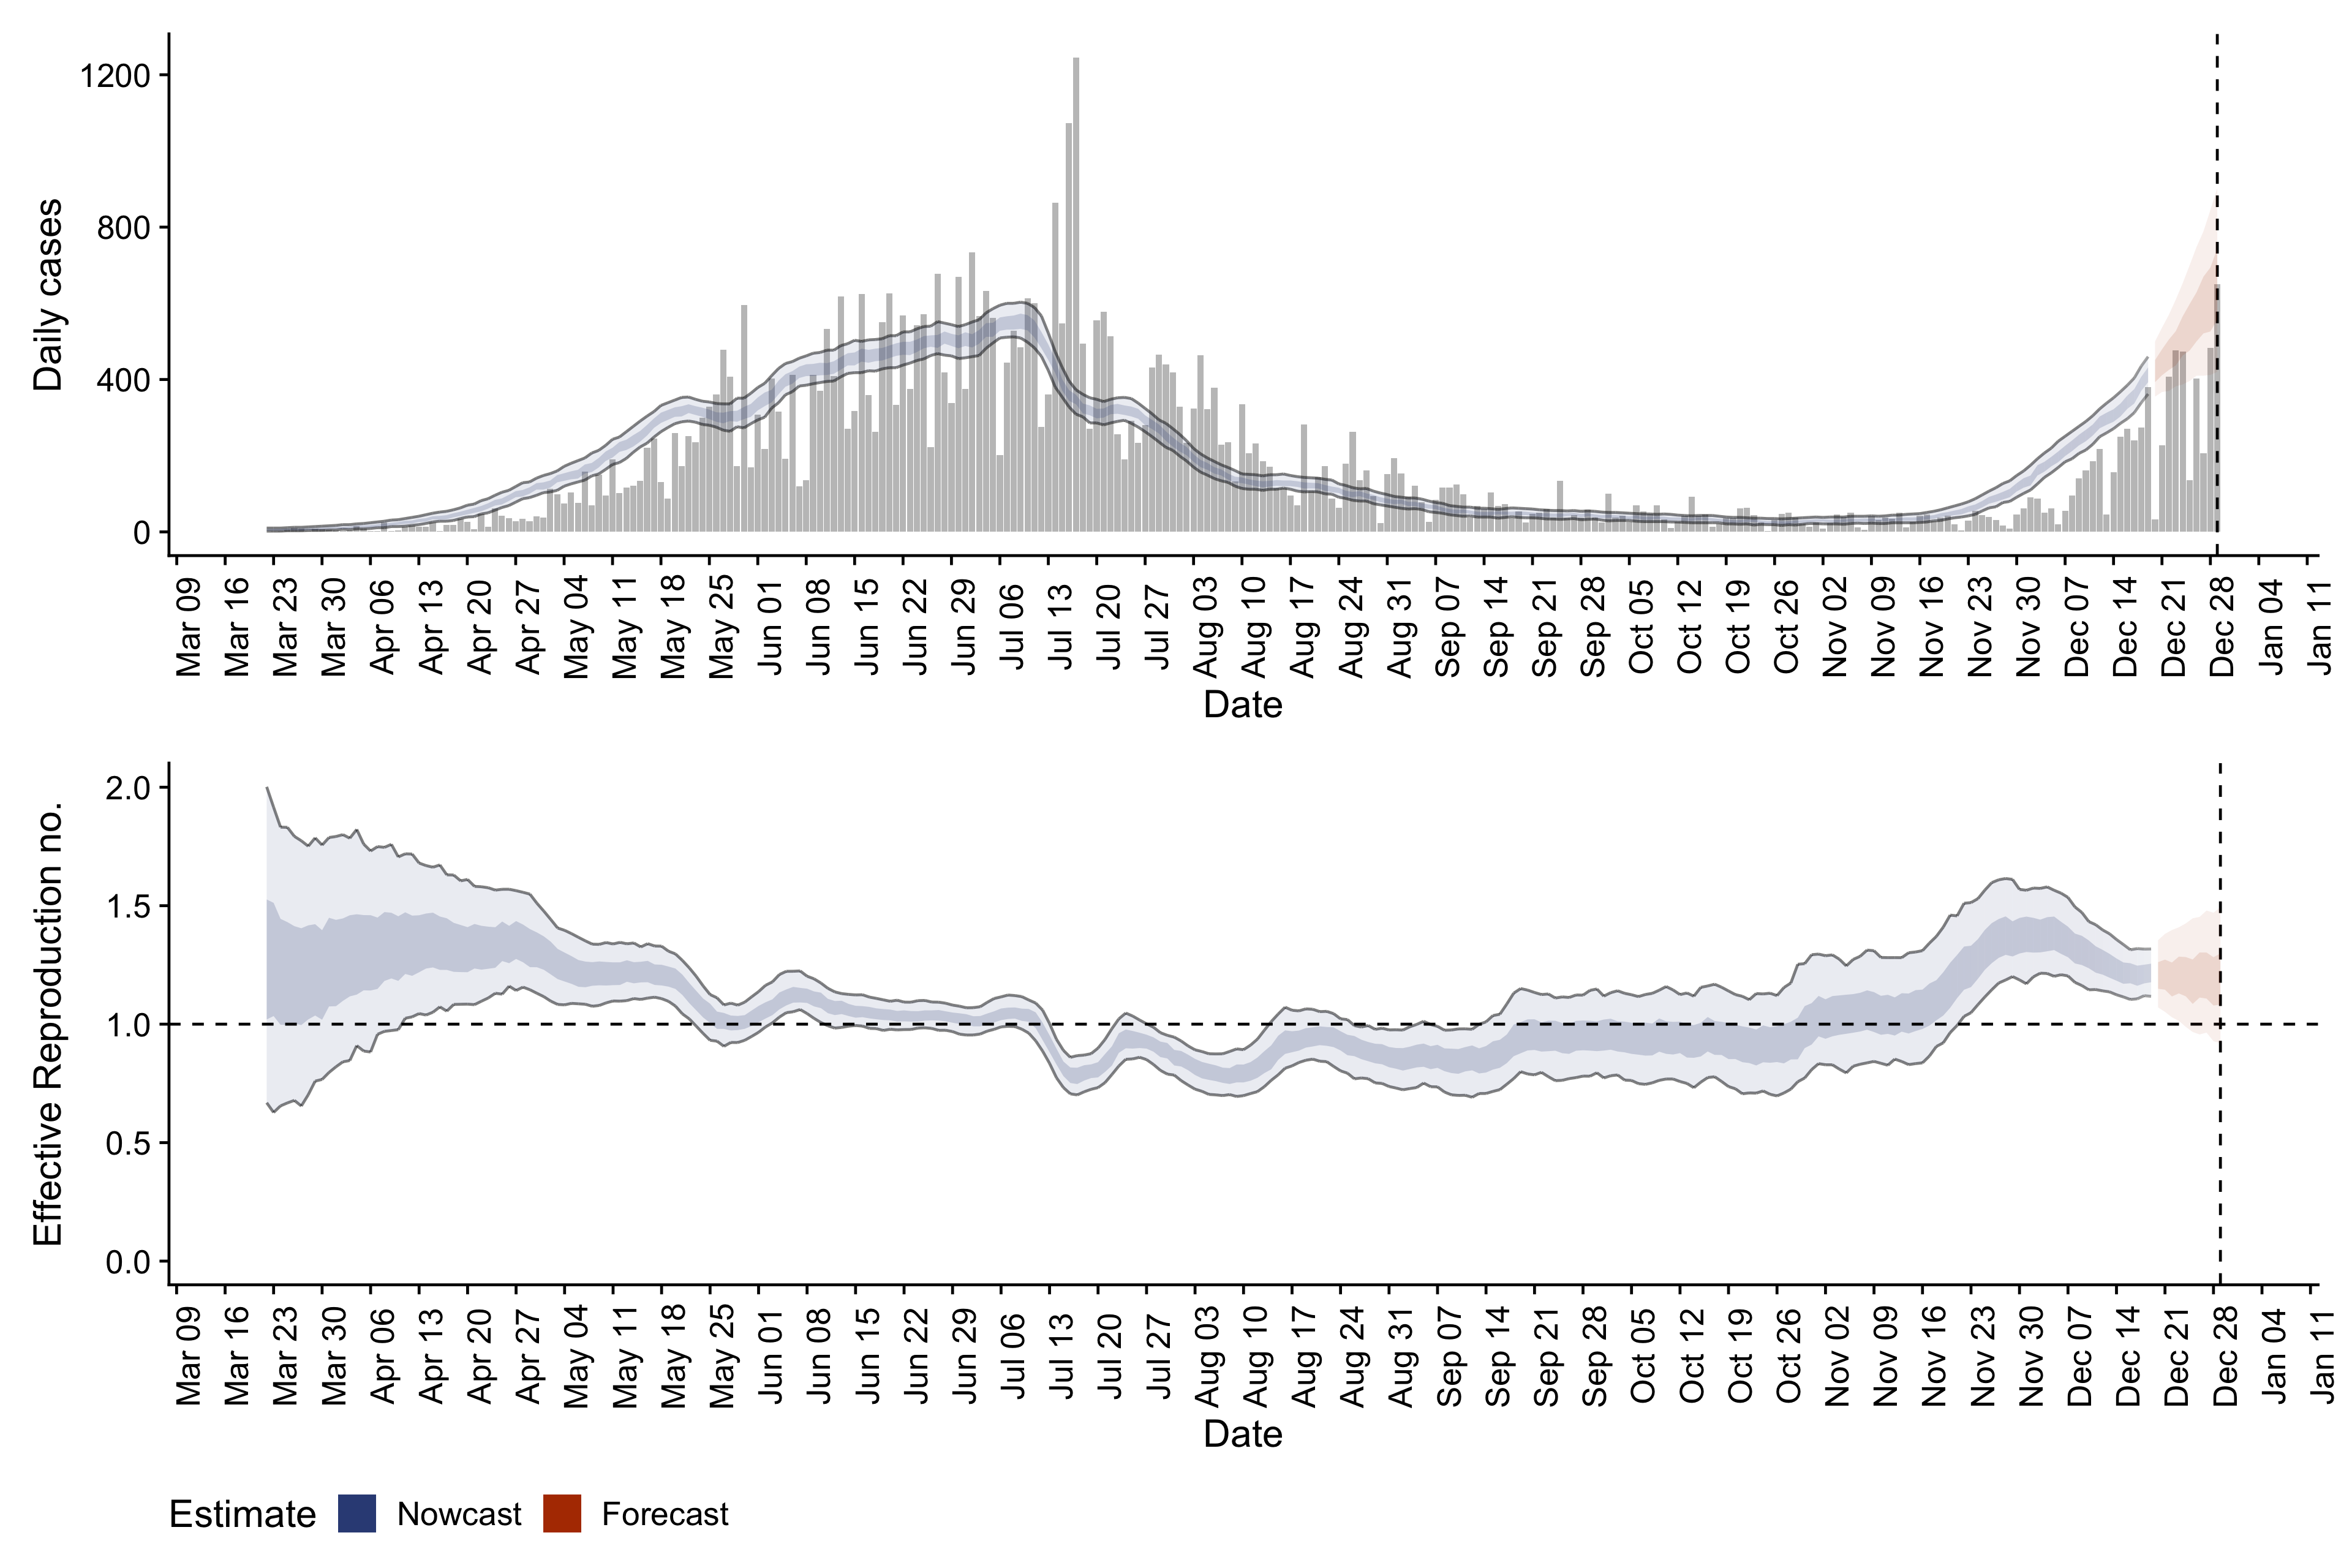 Daily cases
1200
800
400
0
Mar 09
Mar 16
Mar 23
Mar 30
Apr 06
Apr 13
Apr 20
Apr 27
May 04
May 11
May 18
May 25
Jun 01
Jun 08
Jun 15
Jun 22
Jun 29
Jul 06
Jul 13
Jul 20
Jul 27
Aug 03
Aug 10
Aug 17
Aug 24
Aug 31
Sep 07
Sep 14
Sep 21
Sep 28
Oct 05
Oct 12
Oct 19
Oct 26
Nov 02
Nov 09
Nov 16
Nov 23
Nov 30
Dec 07
Dec 14
Dec 21
Dec 28
Jan 04
Jan 11
Date
Effective Reproduction no.
2.0
1.5
1.0
0.5
0.0
Mar 09
Mar 16
Mar 23
Mar 30
Apr 06
Apr 13
Apr 20
Apr 27
May 04
May 11
May 18
May 25
Jun 01
Jun 08
Jun 15
Jun 22
Jun 29
Jul 06
Jul 13
Jul 20
Jul 27
Aug 03
Aug 10
Aug 17
Aug 24
Aug 31
Sep 07
Sep 14
Sep 21
Sep 28
Oct 05
Oct 12
Oct 19
Oct 26
Nov 02
Nov 09
Nov 16
Nov 23
Nov 30
Dec 07
Dec 14
Dec 21
Dec 28
Jan 04
Jan 11
Date
Estimate Nowcast Forecast